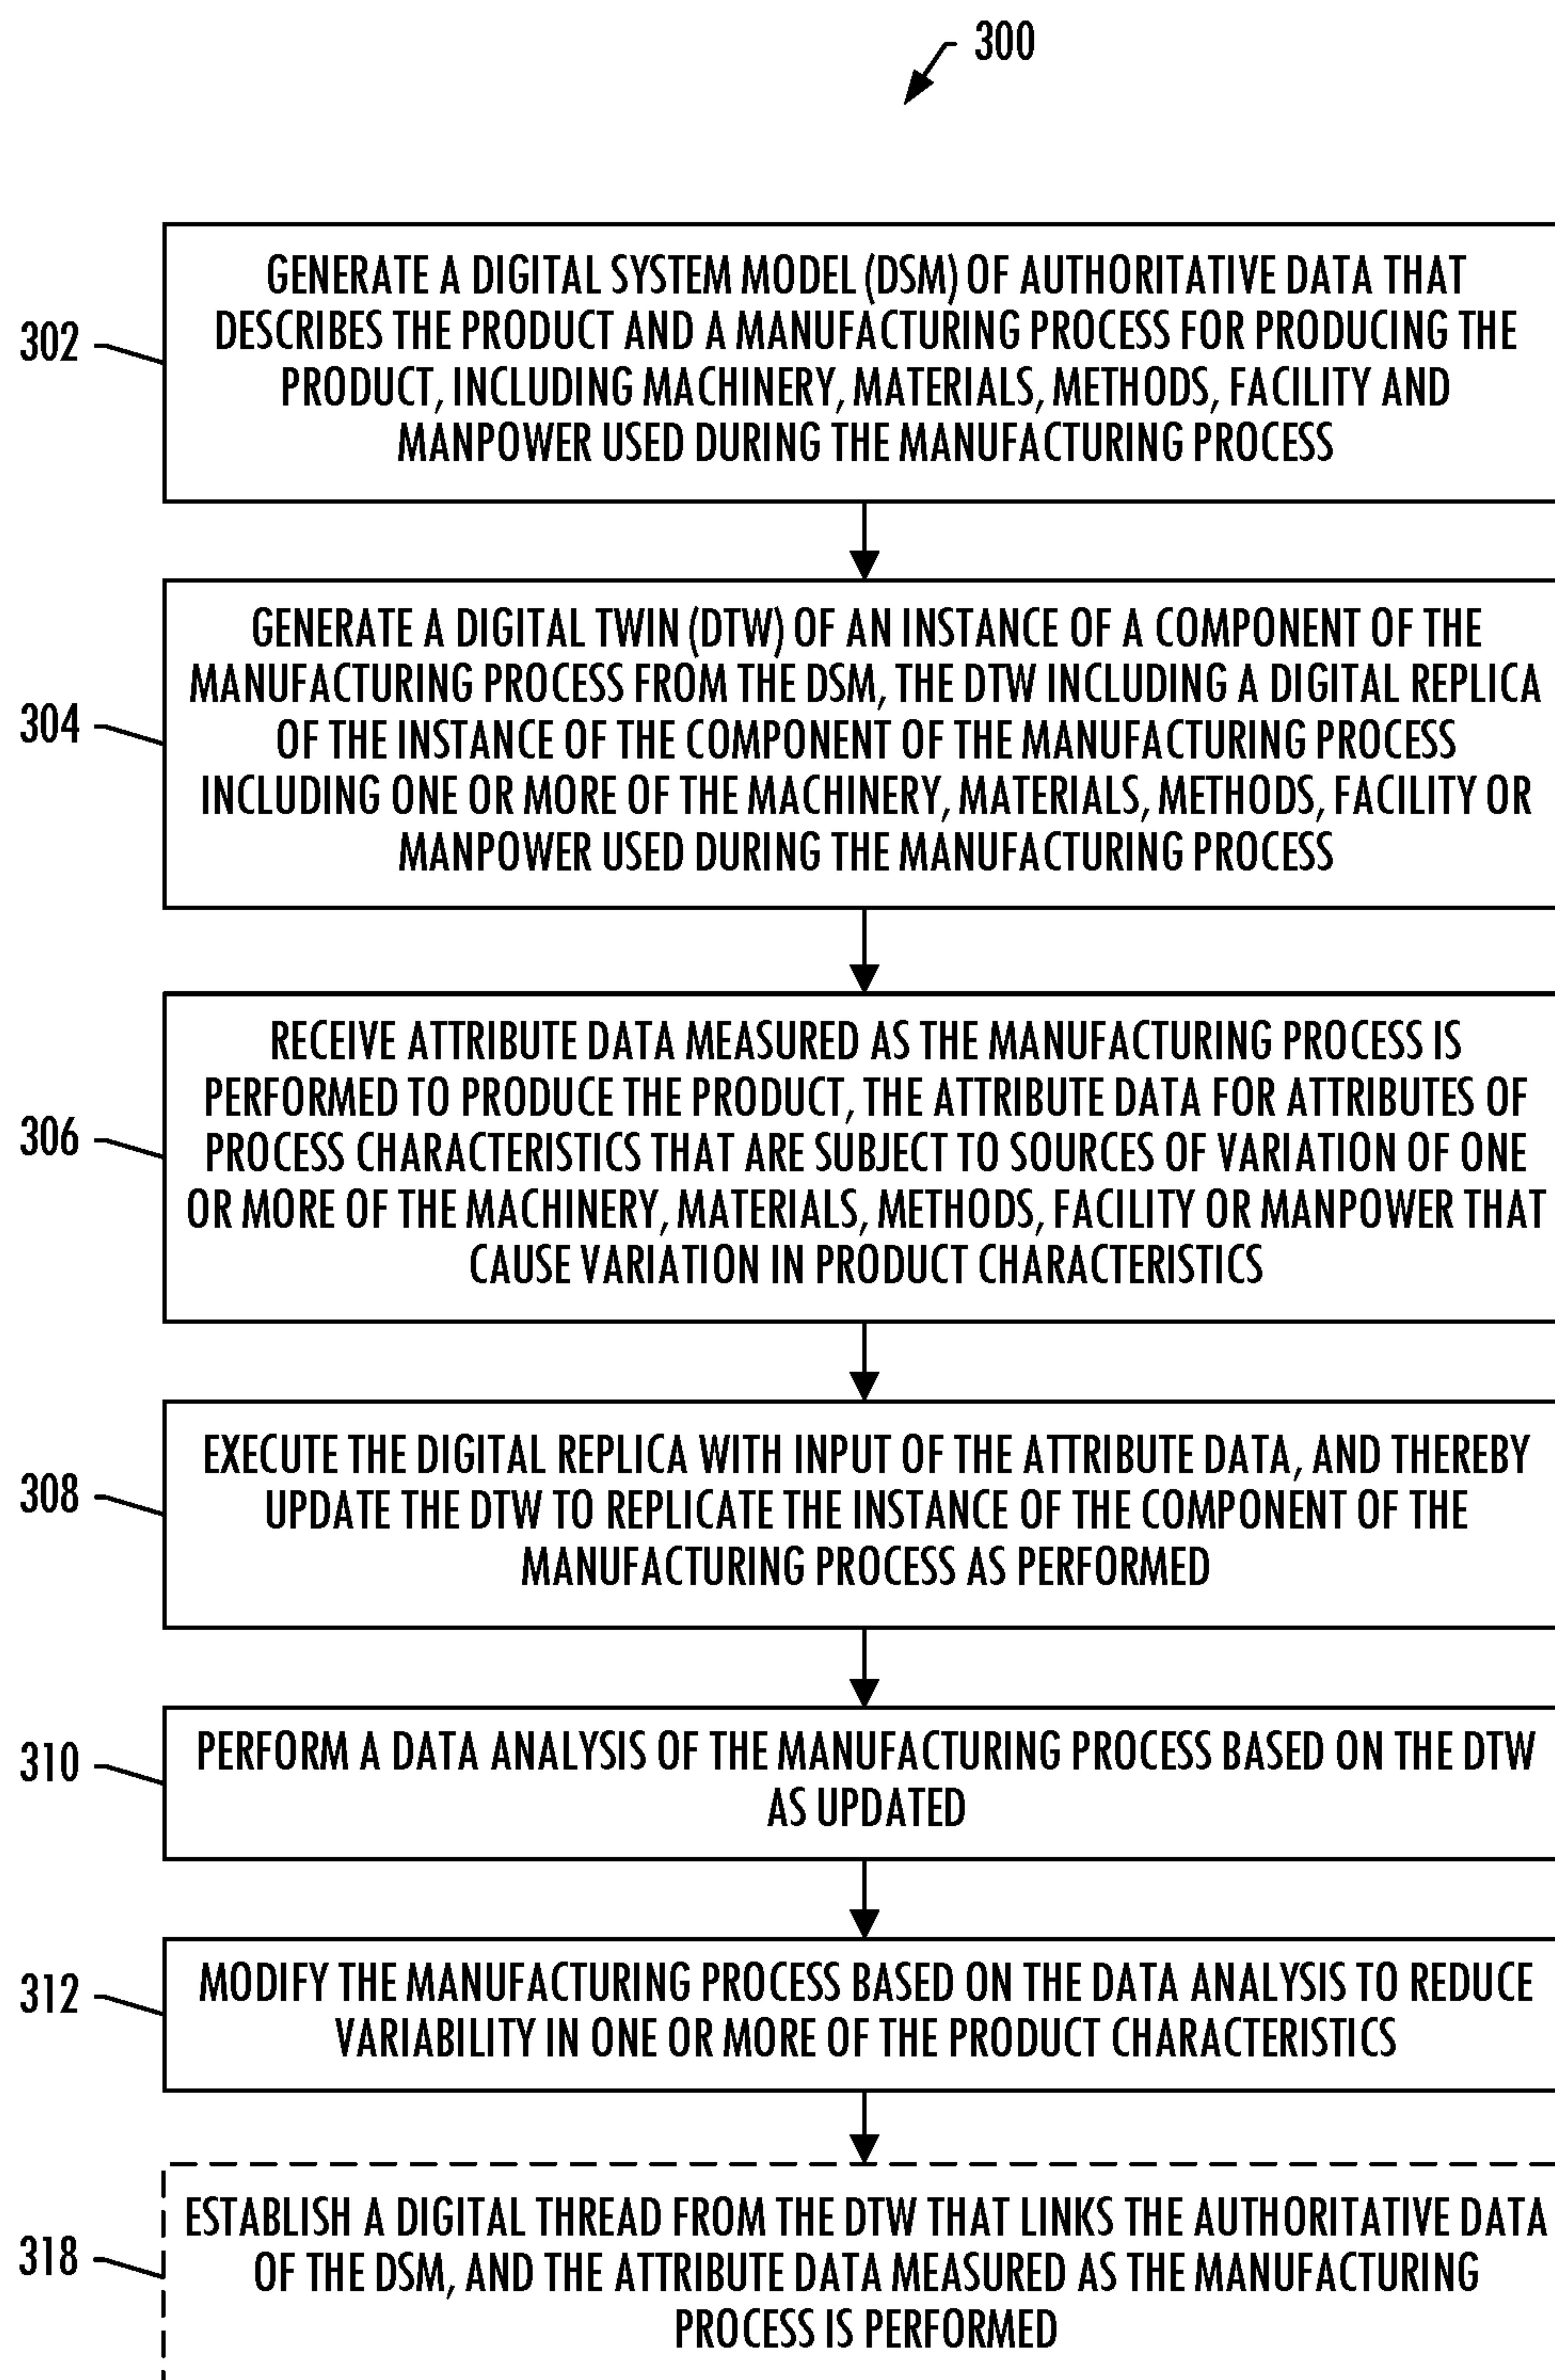 300
302
GENERATE A DIGITAL SYSTEM MODEL (DSM) OF AUTHORITATIVE DATA THAT
DESCRIBES THE PRODUCT AND A MANUFACTURING PROCESS FOR PRODUCING THE
PRODUCT, INCLUDING MACHINERY, MATERIALS, METHODS, FACILITY AND
MANPOWER USED DURING THE MANUFACTURING PROCESS
304
GENERATE A DIGITAL TWIN (DTW) OF AN INSTANCE OF A COMPONENT OF THE
MANUFACTURING PROCESS FROM THE DSM, THE DTW INCLUDING A DIGITAL REPLICA
OF THE INSTANCE OF THE COMPONENT OF THE MANUFACTURING PROCESS
INCLUDING ONE OR MORE OF THE MACHINERY, MATERIALS, METHODS, FACILITY OR
MANPOWER USED DURING THE MANUFACTURING PROCESS
306
RECEIVE ATTRIBUTE DATA MEASURED AS THE MANUFACTURING PROCESS IS
PERFORMED TO PRODUCE THE PRODUCT, THE ATTRIBUTE DATA FOR ATTRIBUTES OF
PROCESS CHARACTERISTICS THAT ARE SUBJECT TO SOURCES OF VARIATION OF ONE
OR MORE OF THE MACHINERY, MATERIALS, METHODS, FACILITY OR MANPOWER THAT
CAUSE VARIATION IN PRODUCT CHARACTERISTICS
308
EXECUTE THE DIGITAL REPLICA WITH INPUT OF THE ATTRIBUTE DATA, AND THEREBY
UPDATE THE DTW TO REPLICATE THE INSTANCE OF THE COMPONENT OF THE
MANUFACTURING PROCESS AS PERFORMED
310
PERFORM A DATA ANALYSIS OF THE MANUFACTURING PROCESS BASED ON THE DTW
AS UPDATED
312
MODIFY THE MANUFACTURING PROCESS BASED ON THE DATA ANALYSIS TO REDUCE
VARIABILITY IN ONE OR MORE OF THE PRODUCT CHARACTERISTICS
318
ESTABLISH A DIGITAL THREAD FROM THE DTW THAT LINKS THE AUTHORITATIVE DATA
OF THE DSM, AND THE ATTRIBUTE DATA MEASURED AS THE MANUFACTURING
PROCESS IS PERFORMED